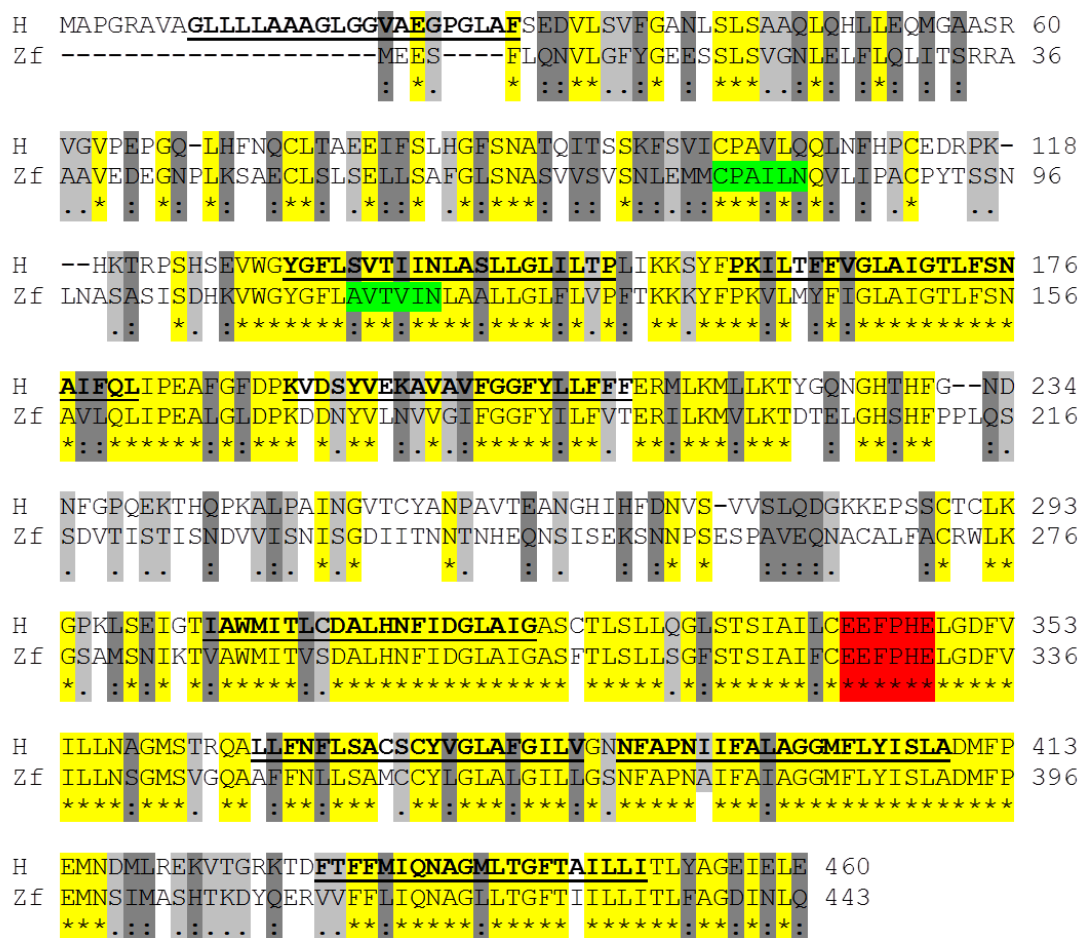 H MAPGRAVAGLLLLAAAGLGGVAEGPGLAFSEDVLSVFGANLSLSAAQLQHLLEQMGAASR 60
Zf --------------------MEES----FLQNVLGFYGEESSLSVGNLELFLQLITSRRA 36
: *.    * ::**..:*   ***..:*: :*: :.:
H VGVPEPGQ-LHFNQCLTAEEIFSLHGFSNATQITSSKFSVICPAVLQQLNFHPCEDRPK- 118
Zf AAVEDEGNPLKSAECLSLSELLSAFGLSNASVVSVSNLEMMCPAILNQVLIPACPYTSSN 96
..* : *: *:  :**:  *::*. *:***: :: *::.::***:*:*: : .*   ..
H --HKTRPSHSEVWGYGFLSVTIINLASLLGLILTPLIKKSYFPKILTFFVGLAIGTLFSN 176
Zf LNASASISDHKVWGYGFLAVTVINLAALLGLFLVPFTKKKYFPKVLMYFIGLAIGTLFSN 156
.:  *. :*******:**:****:****:*.*: **.****:* :*:**********
H AIFQLIPEAFGFDPKVDSYVEKAVAVFGGFYLLFFFERMLKMLLKTYGQNGHTHFG--ND 234
Zf AVLQLIPEALGLDPKDDNYVLNVVGIFGGFYILFVTERILKMVLKTDTELGHSHFPPLQS 216
*::******:*:*** *.** :.*.:*****:**. **:***:***  : **:**   :.
H NFGPQEKTHQPKALPAINGVTCYANPAVTEANGHIHFDNVS-VVSLQDGKKEPSSCTCLK 293
Zf SDVTISTISNDVVISNISGDIITNNTNHEQNSISEKSNNPSESPAVEQNACALFACRWLK 276
.  . ..  :  .:. * *     * .  : .   : :* *   ::::.      *  **
H GPKLSEIGTIAWMITLCDALHNFIDGLAIGASCTLSLLQGLSTSIAILCEEFPHELGDFV 353
Zf GSAMSNIKTVAWMITVSDALHNFIDGLAIGASFTLSLLSGFSTSIAIFCEEFPHELGDFV 336
*. :*:* *:*****:.*************** *****.*:******:************
H ILLNAGMSTRQALLFNFLSACSCYVGLAFGILVGNNFAPNIIFALAGGMFLYISLADMFP 413
Zf ILLNSGMSVGQAAFFNLLSAMCCYLGLALGILLGSNFAPNAIFAIAGGMFLYISLADMFP 396
****:***. ** :**:*** .**:***:***:*.***** ***:***************
H EMNDMLREKVTGRKTDFTFFMIQNAGMLTGFTAILLITLYAGEIELE 460
Zf EMNSIMASHTKDYQERVVFFLIQNAGLLTGFTIILLITLFAGDINLQ 443
***.:: .:... :  ..**:*****:***** ******:**:*:*: